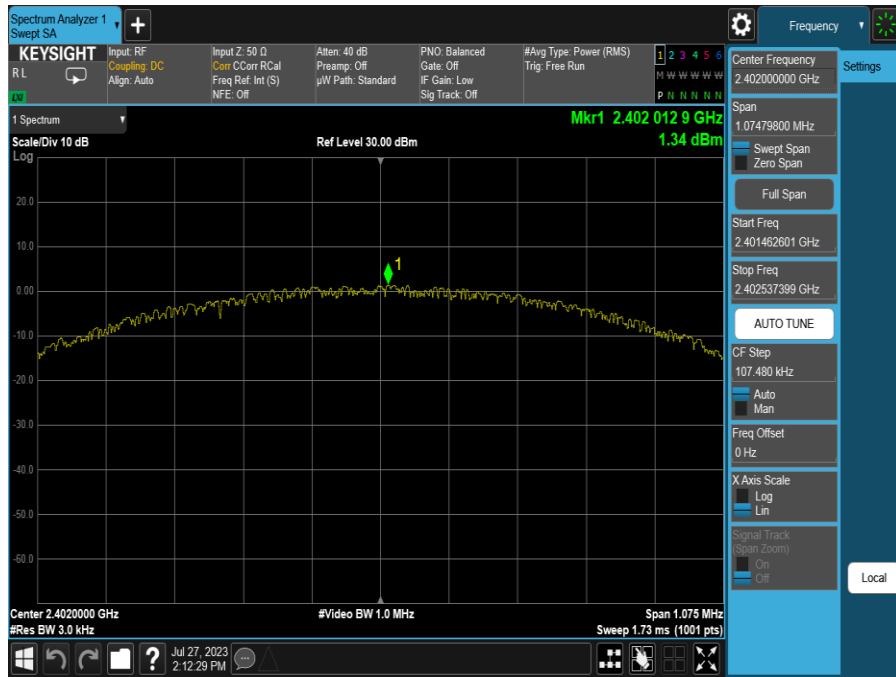 Spectrum Analyzer 1
Swept SA
Frequency
KEYSIGHT
R L
Input: RF
Coupling: DC
Align: Auto
Input Z: 50 Ω
Corr CCorr RCal
Freq Ref: Int (S)
NFE: Off
Atten: 40 dB
Preamp: Off
µW Path: Standard
PNO: Balanced
Gate: Off
IF Gain: Low
Sig Track: Off
#Avg Type: Power (RMS)
Trig: Free Run
1 2 3 4 5 6
M W W W W W
P N N N N N
1 Spectrum
Scale/Div 10 dB
Log
Ref Level 30.00 dBm
Mkr1 2.402 012 9 GHz
1.34 dBm
20.0
10.0
0.00
-10.0
-20.0
-30.0
-40.0
-50.0
-60.0
1
Center 2.4020000 GHz
#Res BW 3.0 kHz
#Video BW 1.0 MHz
Span 1.075 MHz
Sweep 1.73 ms (1001 pts)
Center Frequency
2.402000000 GHz
Settings
Span
1.07479800 MHz
Swept Span
Zero Span
Full Span
Start Freq
2.401462601 GHz
Stop Freq
2.402537399 GHz
AUTO TUNE
CF Step
107.480 kHz
Auto
Man
Freq Offset
0 Hz
X Axis Scale
Log
Lin
Signal Track
(Span Zoom)
On
Off
Local
?
Jul 27, 2023
2:12:29 PM